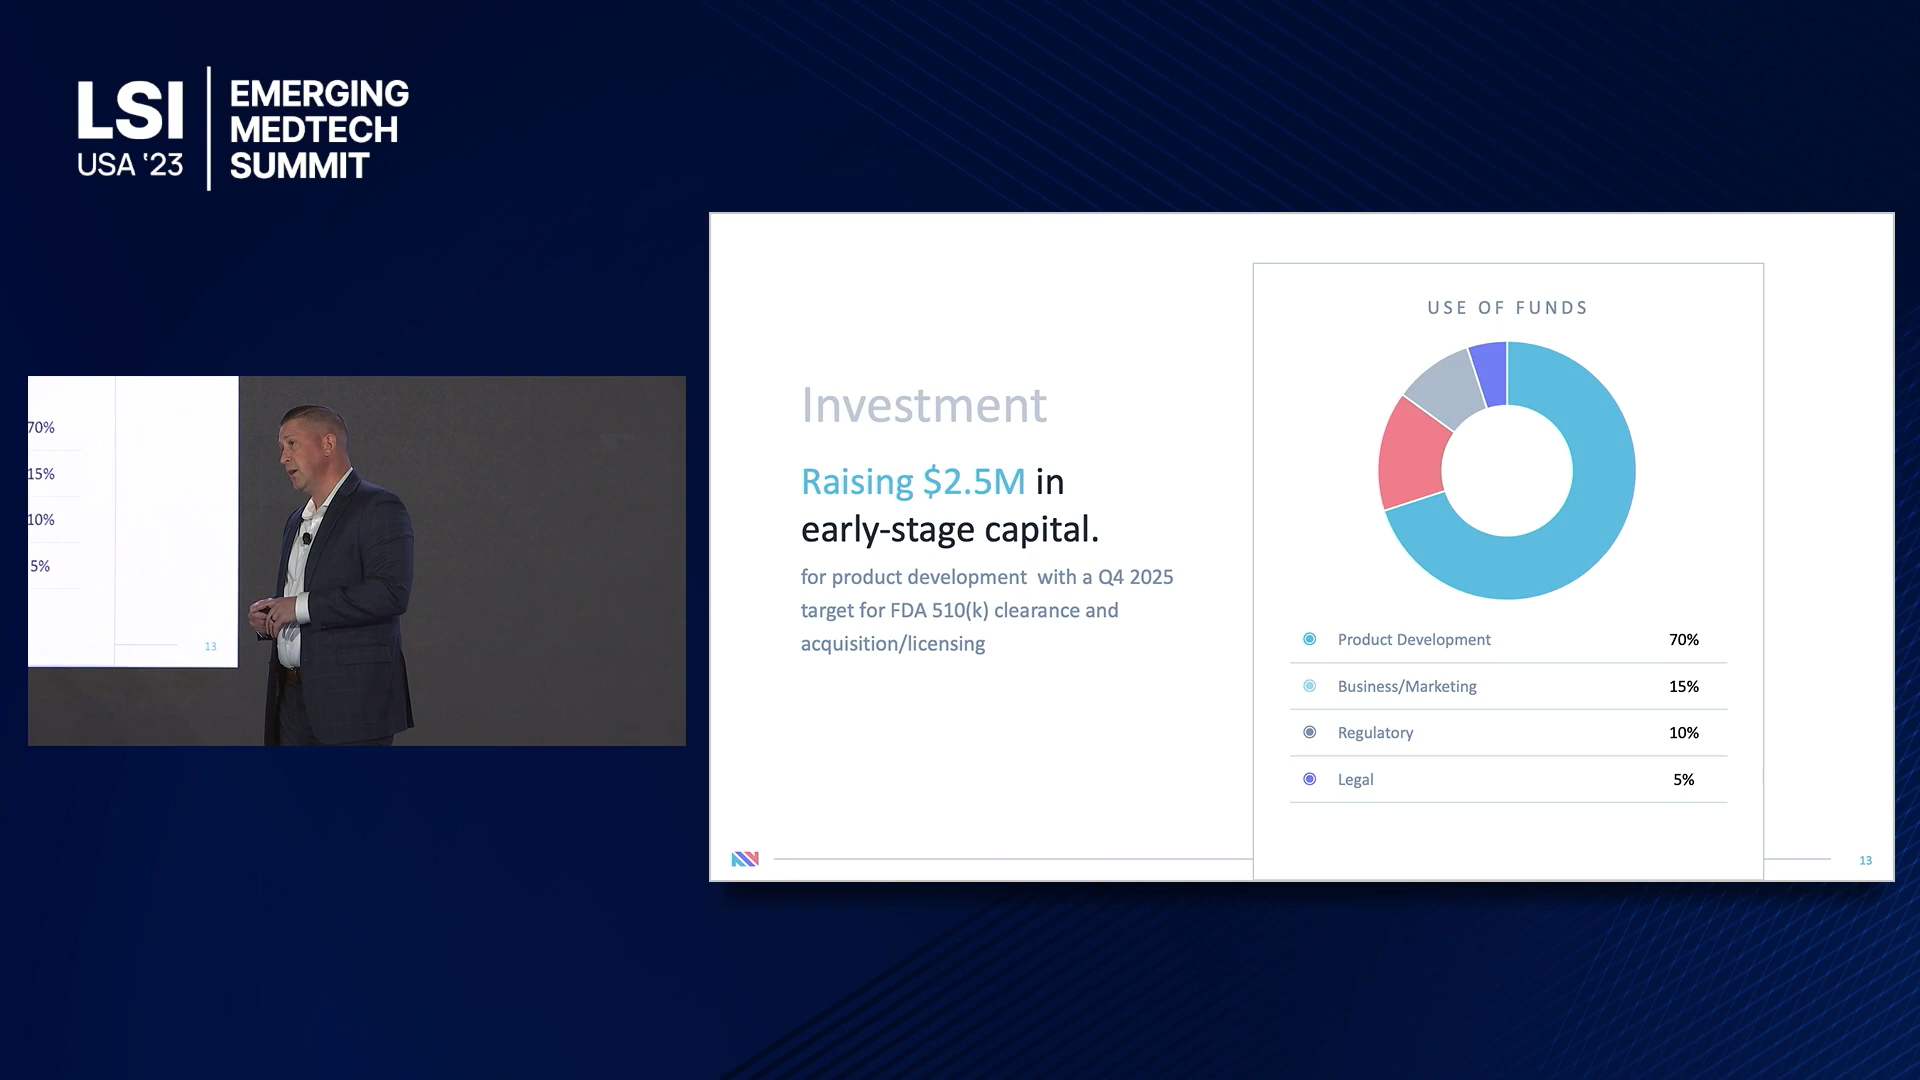 LSI
USA '23
EMERGING
MEDTECH
SUMMIT
70%
15%
10%
5%
13
Investment
Raising $2.5M in
early-stage capital.
for product development with a Q4 2025
target for FDA 510(k) clearance and
acquisition/licensing
USE OF FUNDS
Product Development 70%
Business/Marketing 15%
Regulatory 10%
Legal 5%
13